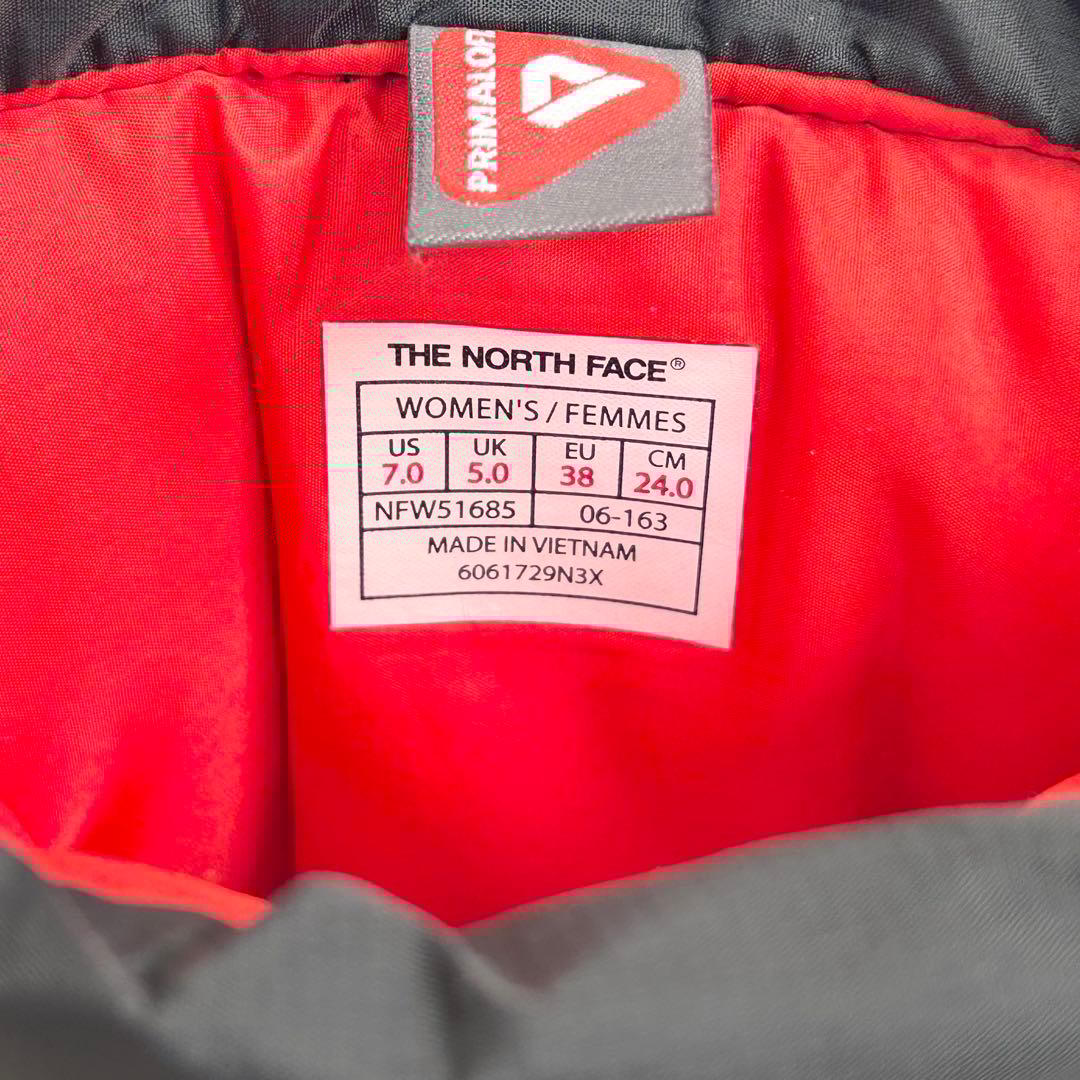 PRIMALOF
THE NORTH FACE®
WOMEN'S / FEMMES
US UK EU CM
7.0 5.0 38 24.0
NFW51685 06-163
MADE IN VIETNAM
6061729N3X